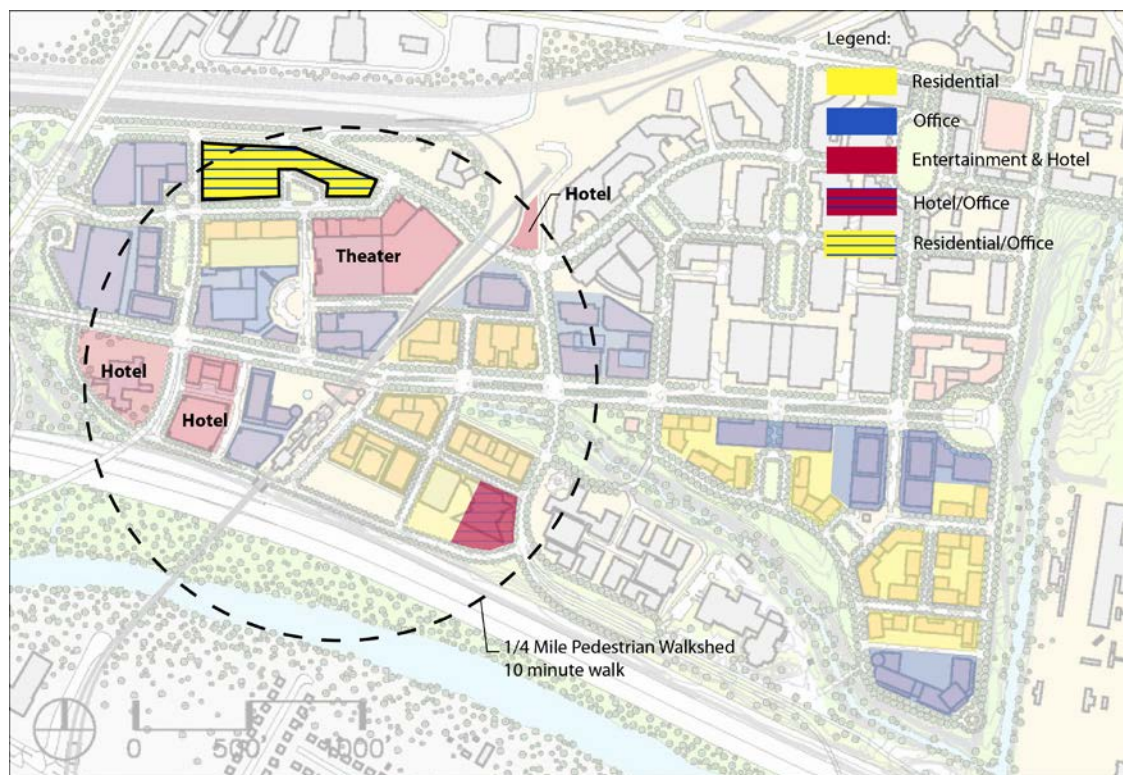 Legend:
Residential
Office
Entertainment & Hotel
Hotel/Office
Residential/Office
Hotel
Theater
Hotel
Hotel
1/4 Mile Pedestrian Walkshed
10 minute walk
0
500
1000